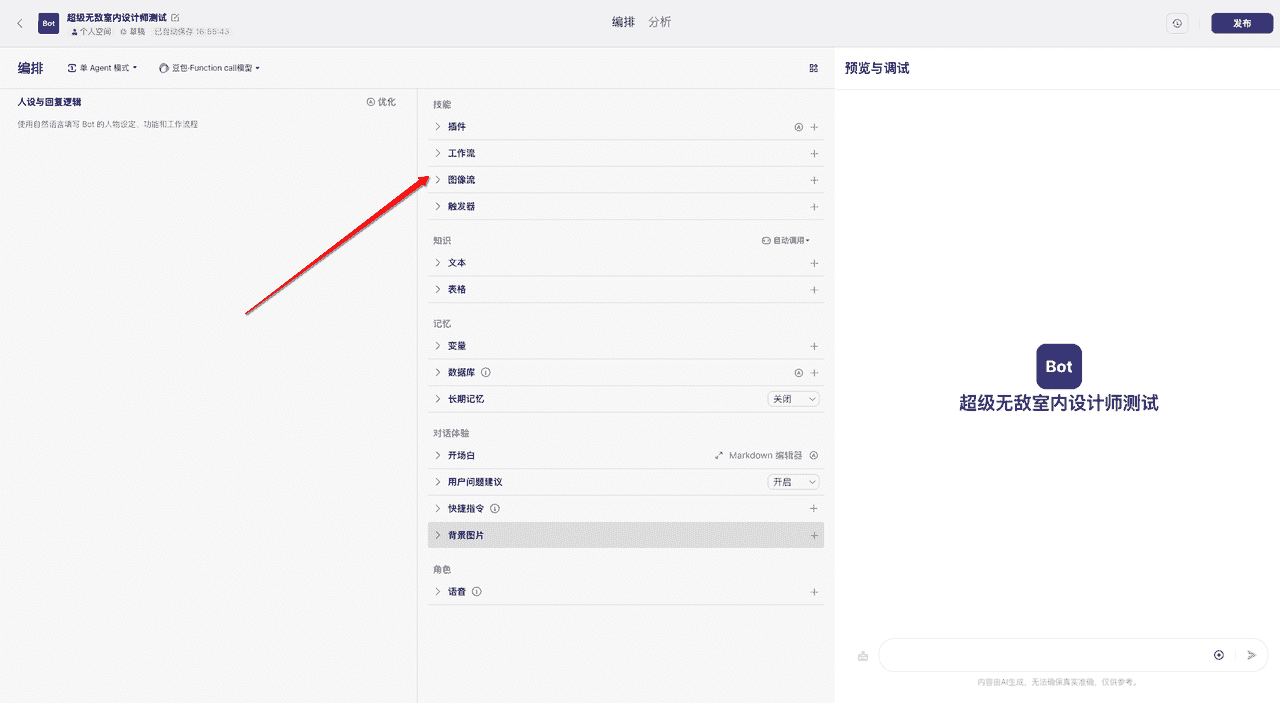 Bot 超级无敌室内设计师测试
个人空间 草稿 已自动保存 16:55:43
编排 分析
发布
编排 单 Agent 模式 豆包·Function call模型
预览与调试
人设与回复逻辑 优化
使用自然语言填写 Bot 的人物设定、功能和工作流程
技能
插件
工作流
图像流
触发器
知识 自动调用
文本
表格
记忆
变量
数据库
长期记忆 关闭
对话体验
开场白 Markdown 编辑器
用户问题建议 开启
快捷指令
背景图片
角色
语音
Bot
超级无敌室内设计师测试
内容由AI生成，无法确保真实准确，仅供参考。